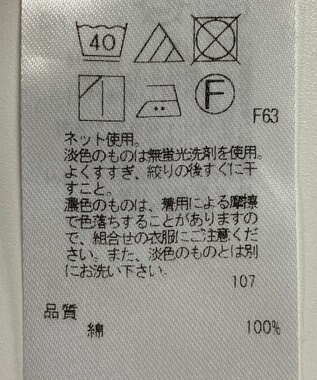 40
F
F63
ネット使用。
淡色のものは無蛍光洗剤を使用。
よくすすぎ、絞りの後すぐに干
すこと。
濃色のものは、着用による摩擦
で色落ちすることがありますの
で、組合せの衣服にご注意くだ
さい。また、淡色のものとは別
にお洗い下さい。
107
品質
綿 100%